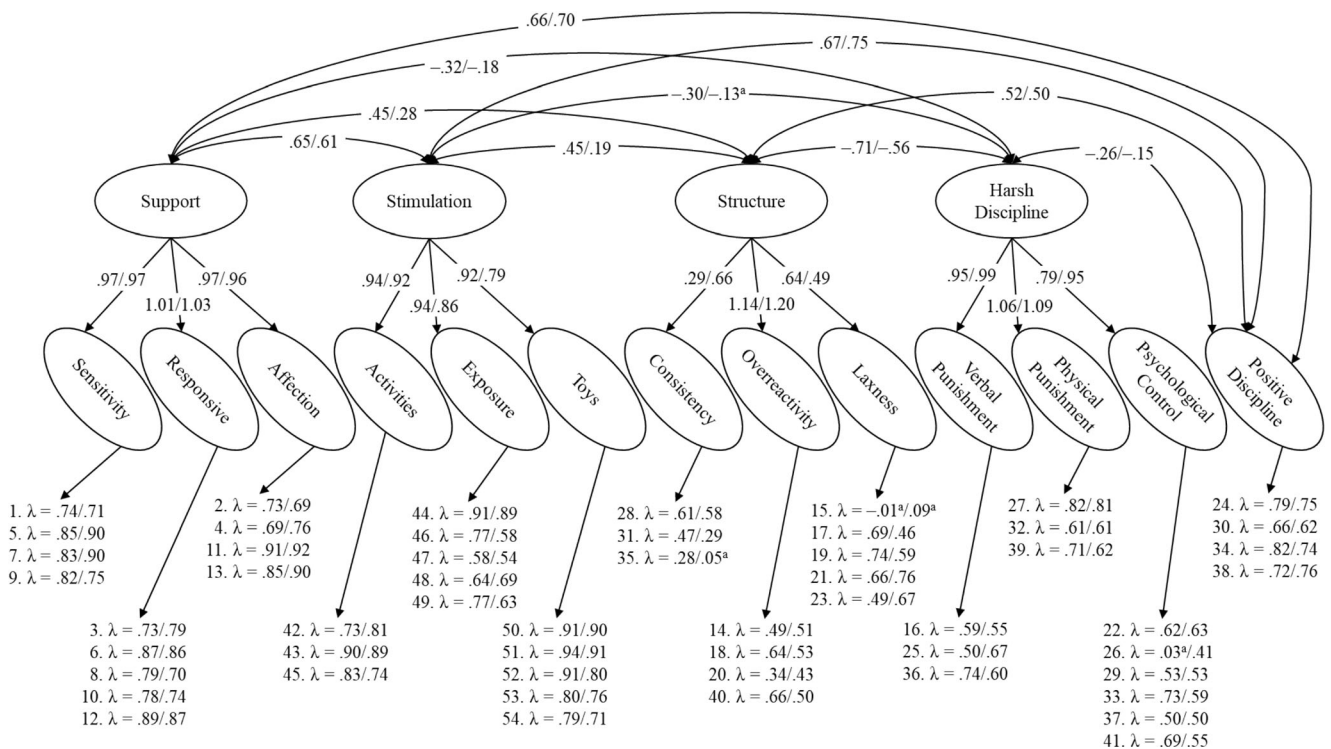 .66/.70
.67/.75
–.32/–.18
–.30/–.13ᵃ
.52/.50
.45/.28
.65/.61
.45/.19
–.71/–.56
–.26/–.15
Support
Stimulation
Structure
Harsh
Discipline
.97/.97
1.01/1.03
.97/.96
.94/.92
.94/.86
.92/.79
.29/.66
1.14/1.20
.64/.49
.95/.99
1.06/1.09
.79/.95
Sensitivity
Responsive
Affection
Activities
Exposure
Toys
Consistency
Overreactivity
Laxness
Verbal
Punishment
Physical
Punishment
Psychological
Control
Positive
Discipline
1. λ = .74/.71
5. λ = .85/.90
7. λ = .83/.90
9. λ = .82/.75
2. λ = .73/.69
4. λ = .69/.76
11. λ = .91/.92
13. λ = .85/.90
44. λ = .91/.89
46. λ = .77/.58
47. λ = .58/.54
48. λ = .64/.69
49. λ = .77/.63
28. λ = .61/.58
31. λ = .47/.29
35. λ = .28/.05ᵃ
15. λ = –.01ᵃ/.09ᵃ
17. λ = .69/.46
19. λ = .74/.59
21. λ = .66/.76
23. λ = .49/.67
27. λ = .82/.81
32. λ = .61/.61
39. λ = .71/.62
24. λ = .79/.75
30. λ = .66/.62
34. λ = .82/.74
38. λ = .72/.76
3. λ = .73/.79
6. λ = .87/.86
8. λ = .79/.70
10. λ = .78/.74
12. λ = .89/.87
42. λ = .73/.81
43. λ = .90/.89
45. λ = .83/.74
50. λ = .91/.90
51. λ = .94/.91
52. λ = .91/.80
53. λ = .80/.76
54. λ = .79/.71
14. λ = .49/.51
18. λ = .64/.53
20. λ = .34/.43
40. λ = .66/.50
16. λ = .59/.55
25. λ = .50/.67
36. λ = .74/.60
22. λ = .62/.63
26. λ = .03ᵃ/.41
29. λ = .53/.53
33. λ = .73/.59
37. λ = .50/.50
41. λ = .69/.55